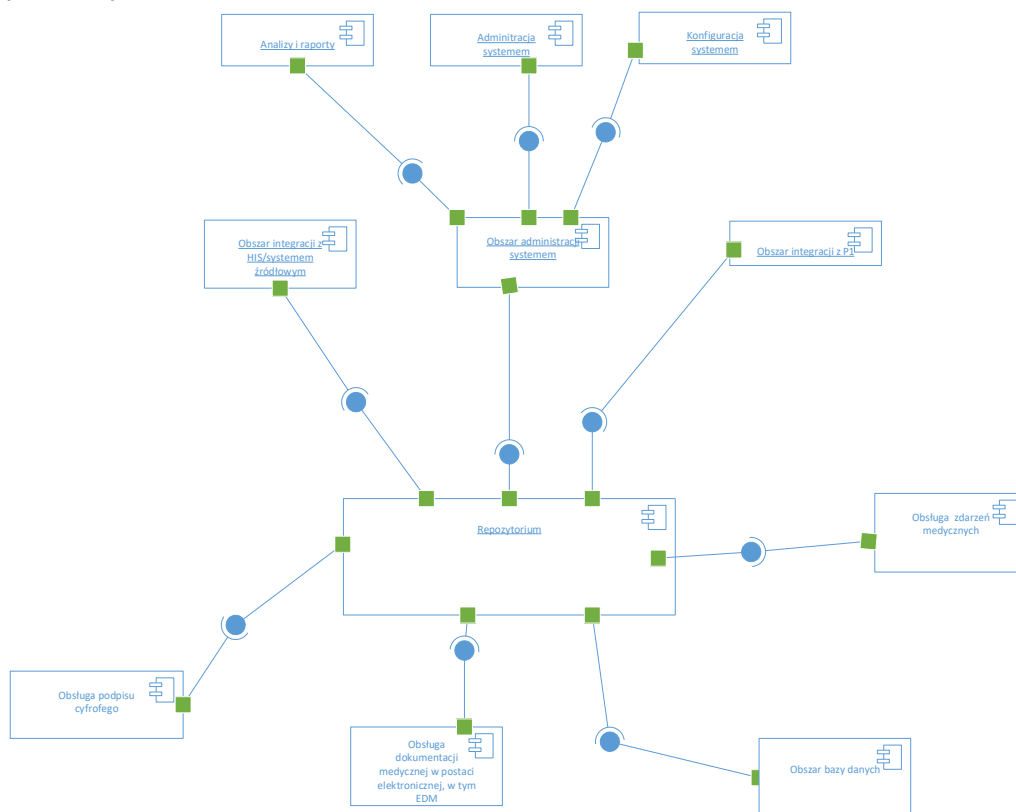 Analizy i raporty
Adminitracja
systemem
Konfiguracja
systemem
Obszar integracji z
HIS/systemem
źródłowym
Obszar administracji
systemem
Obszar integracji z P1
Repozytorium
Obsługa zdarzeń
medycznych
Obsługa podpisu
cyfrofego
Obsługa
dokumentacji
medycznej w postaci
elektronicznej, w tym
EDM
Obszar bazy danych